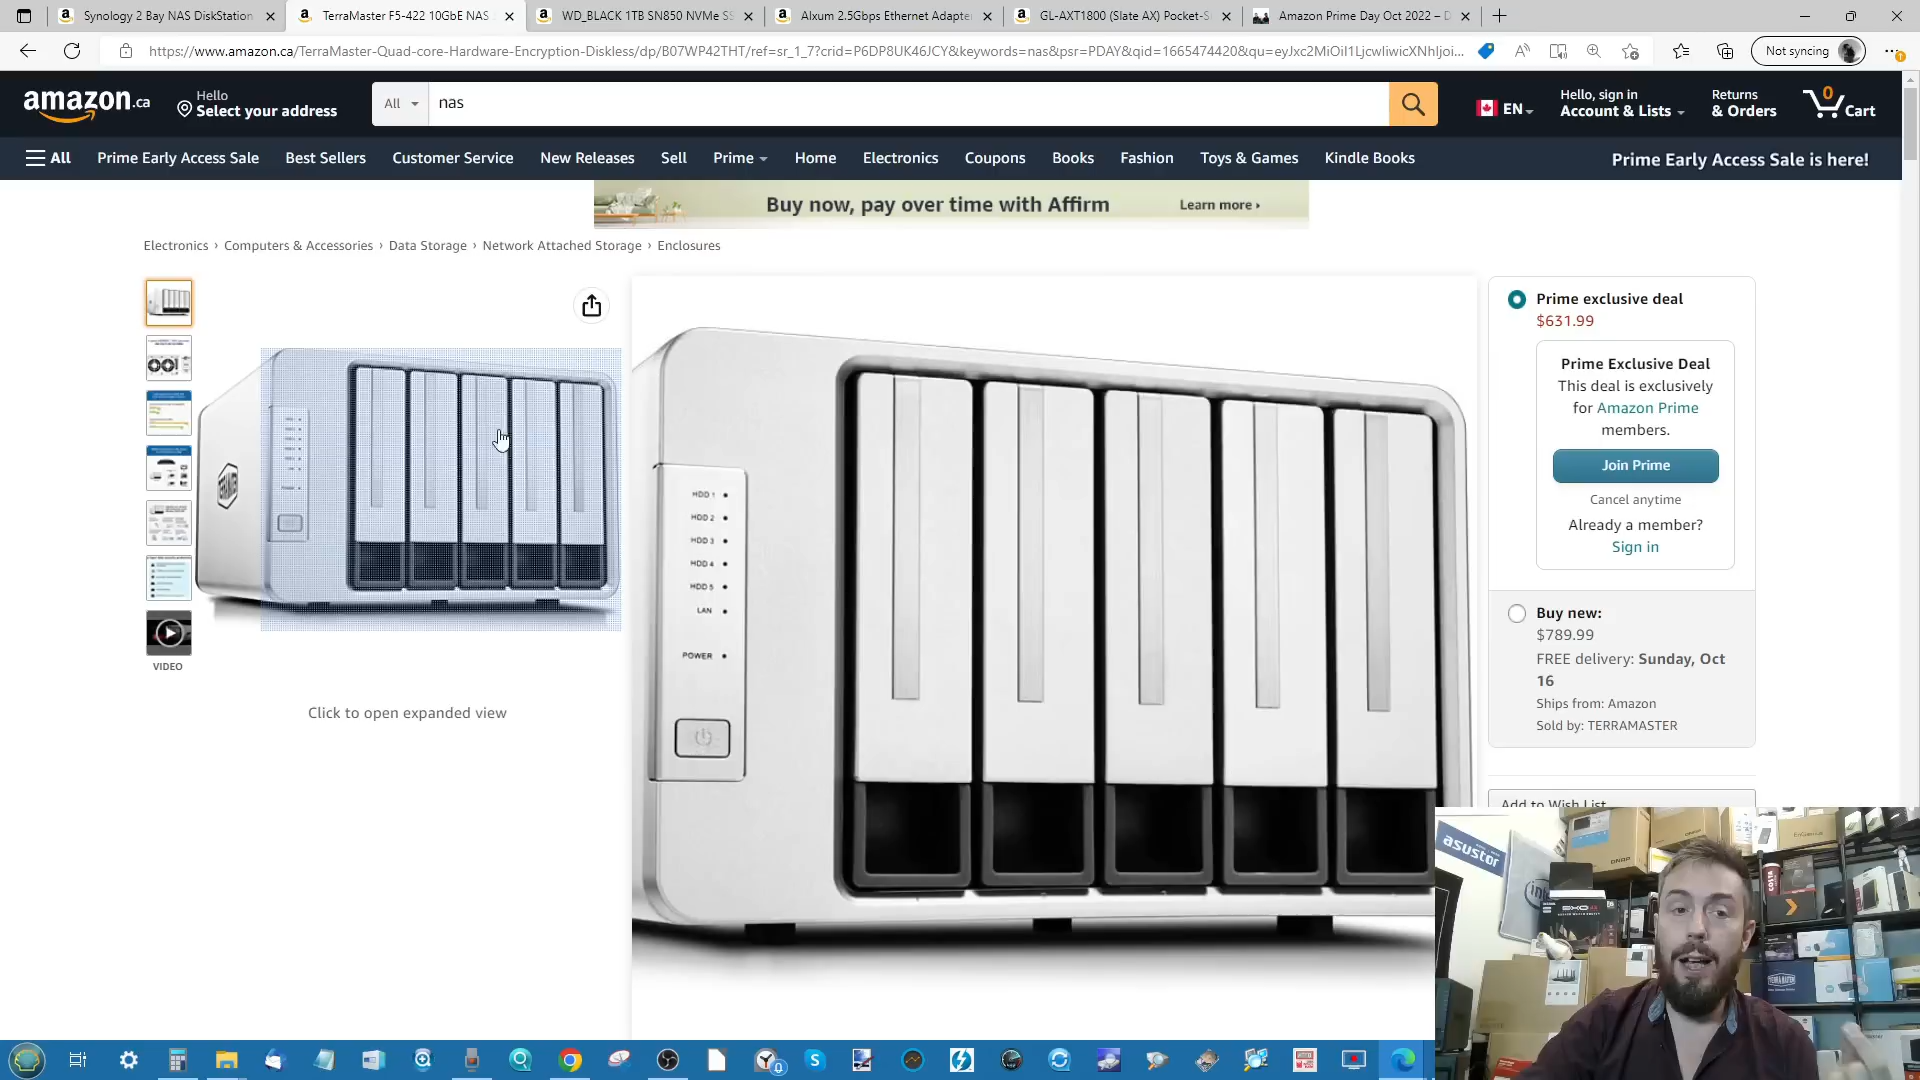 Synology 2 Bay NAS DiskStation
TerraMaster F5-422 10GbE NAS
WD_BLACK 1TB SN850 NVMe SS
Alxum 2.5Gbps Ethernet Adapte
GL-AXT1800 (Slate AX) Pocket-S
Amazon Prime Day Oct 2022 – D
https://www.amazon.ca/TerraMaster-Quad-core-Hardware-Encryption-Diskless/dp/B07WP42THT/ref=sr_1_7?crid=P6DP8UK46JCY&keywords=nas&psr=PDAY&qid=1665474420&qu=eyJxc2MiOiI1LjcwIiwicXNhIjoi...
Not syncing
amazon.ca
Hello
Select your address
All
nas
EN
Hello, sign in
Account & Lists
Returns
& Orders
0
Cart
All
Prime Early Access Sale
Best Sellers
Customer Service
New Releases
Sell
Prime
Home
Electronics
Coupons
Books
Fashion
Toys & Games
Kindle Books
Prime Early Access Sale is here!
Buy now, pay over time with Affirm
Learn more ›
Electronics › Computers & Accessories › Data Storage › Network Attached Storage › Enclosures
VIDEO
Click to open expanded view
HDD 1
HDD 2
HDD 3
HDD 4
HDD 5
LAN
POWER
Prime exclusive deal
$631.99
Prime Exclusive Deal
This deal is exclusively
for Amazon Prime
members.
Join Prime
Cancel anytime
Already a member?
Sign in
Buy new:
$789.99
FREE delivery: Sunday, Oct
16
Ships from: Amazon
Sold by: TERRAMASTER
Add to Wish List
asustor
intel
COSTA